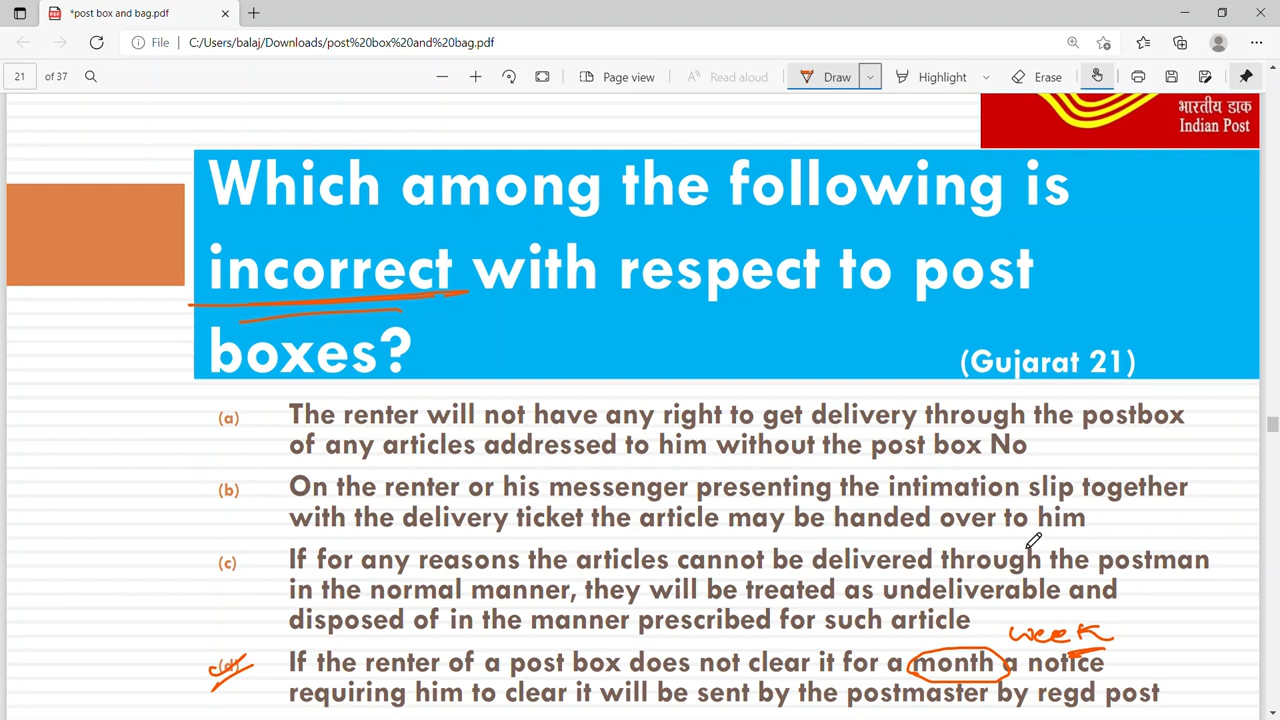 *post box and bag.pdf
File C:/Users/balaj/Downloads/post%20box%20and%20bag.pdf
21 of 37 Page view Read aloud Draw Highlight Erase
भारतीय डाक
Indian Post
Which among the following is
incorrect with respect to post
boxes? (Gujarat 21)
(a) The renter will not have any right to get delivery through the postbox
of any articles addressed to him without the post box No
(b) On the renter or his messenger presenting the intimation slip together
with the delivery ticket the article may be handed over to him
(c) If for any reasons the articles cannot be delivered through the postman
in the normal manner, they will be treated as undeliverable and
disposed of in the manner prescribed for such article
week
(d) If the renter of a post box does not clear it for a month a notice
requiring him to clear it will be sent by the postmaster by regd post